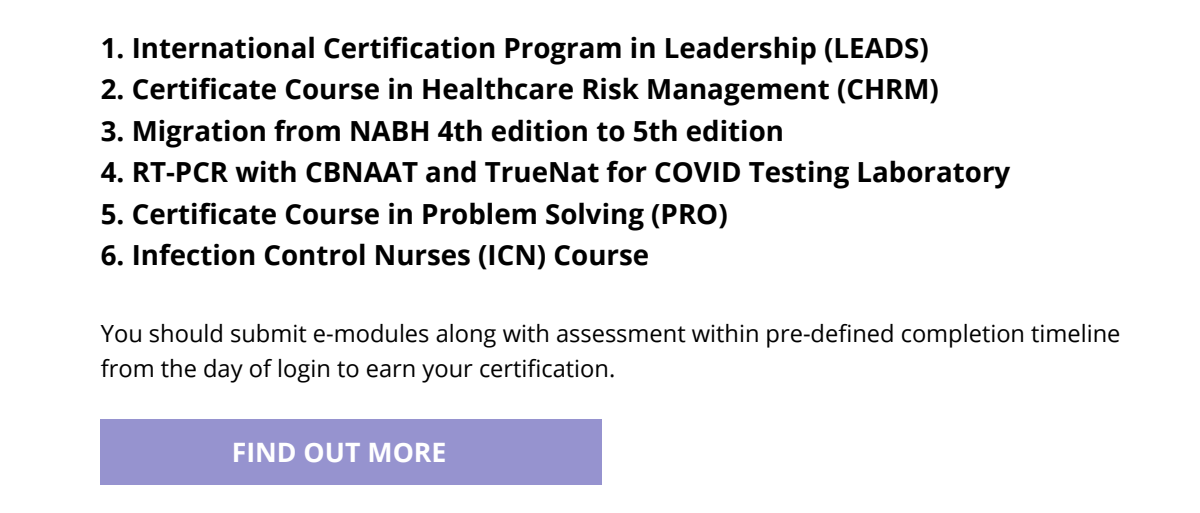 1. International Certification Program in Leadership (LEADS)
2. Certificate Course in Healthcare Risk Management (CHRM)
3. Migration from NABH 4th edition to 5th edition
4. RT-PCR with CBNAAT and TrueNat for COVID Testing Laboratory
5. Certificate Course in Problem Solving (PRO)
6. Infection Control Nurses (ICN) Course
You should submit e-modules along with assessment within pre-defined completion timeline
from the day of login to earn your certification.
FIND OUT MORE